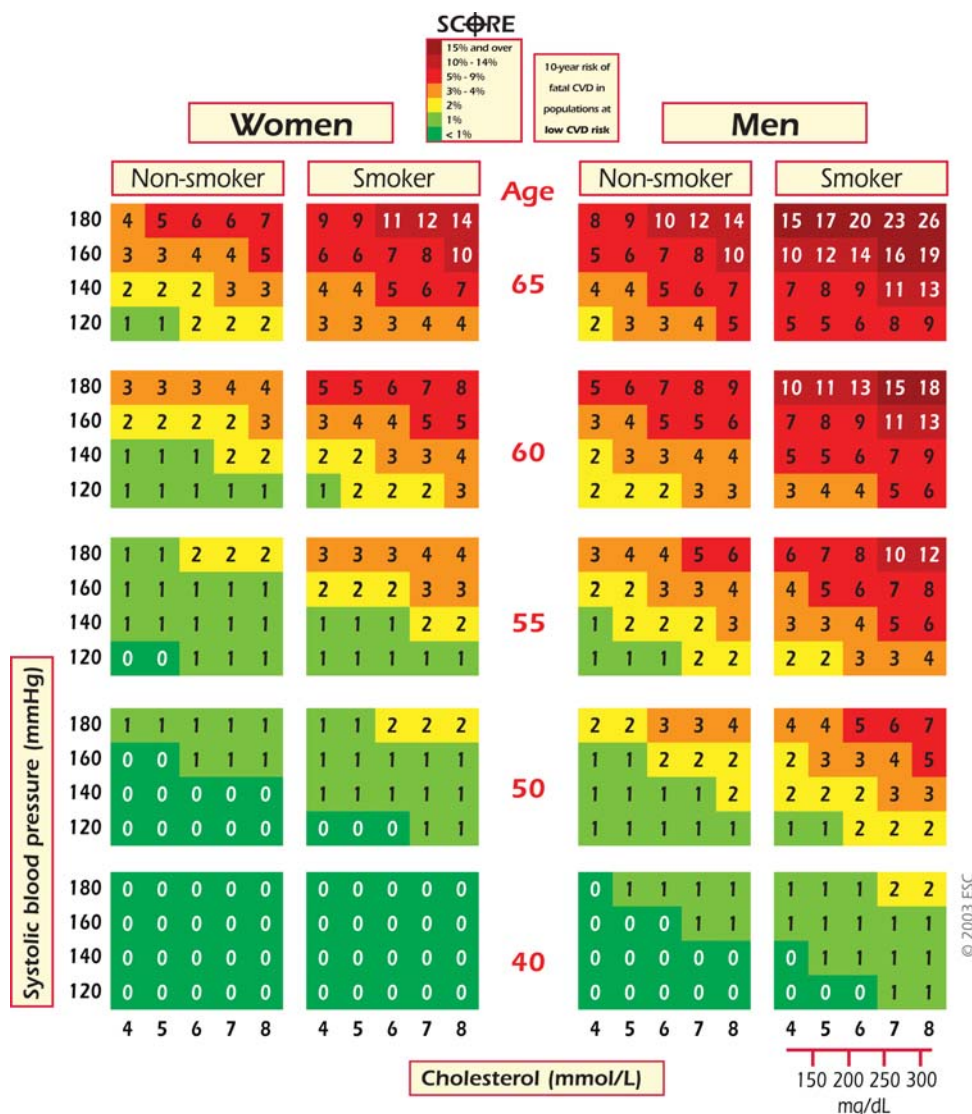 SCORE
15% and over
10% - 14%
5% - 9%
3% - 4%
2%
1%
< 1%
10-year risk of
fatal CVD in
populations at
low CVD risk
Women
Men
Non-smoker
Smoker
Age
Non-smoker
Smoker
180 4 5 6 6 7 9 9 11 12 14 8 9 10 12 14 15 17 20 23 26
160 3 3 4 4 5 6 6 7 8 10 5 6 7 8 10 10 12 14 16 19
65
140 2 2 2 3 3 4 4 5 6 7 4 4 5 6 7 7 8 9 11 13
120 1 1 2 2 2 3 3 3 4 4 2 3 3 4 5 5 5 6 8 9
180 3 3 3 4 4 5 5 6 7 8 5 6 7 8 9 10 11 13 15 18
160 2 2 2 2 3 3 4 4 5 5 3 4 5 5 6 7 8 9 11 13
60
140 1 1 1 2 2 2 2 3 3 4 2 3 3 4 4 5 5 6 7 9
120 1 1 1 1 1 1 2 2 2 3 2 2 2 3 3 3 4 4 5 6
180 1 1 2 2 2 3 3 3 4 4 3 4 4 5 6 6 7 8 10 12
160 1 1 1 1 1 2 2 2 3 3 2 2 3 3 4 4 5 6 7 8
55
140 1 1 1 1 1 1 1 1 2 2 1 2 2 2 3 3 3 4 5 6
120 0 0 1 1 1 1 1 1 1 1 1 1 1 2 2 2 2 3 3 4
180 1 1 1 1 1 1 1 2 2 2 2 2 3 3 4 4 4 5 6 7
160 0 0 1 1 1 1 1 1 1 1 1 1 2 2 2 2 3 3 4 5
50
140 0 0 0 0 0 1 1 1 1 1 1 1 1 1 2 2 2 2 3 3
120 0 0 0 0 0 0 0 0 1 1 1 1 1 1 1 1 1 2 2 2
180 0 0 0 0 0 0 0 0 0 0 0 1 1 1 1 1 1 1 2 2
160 0 0 0 0 0 0 0 0 0 0 0 0 0 1 1 1 1 1 1 1
40
140 0 0 0 0 0 0 0 0 0 0 0 0 0 0 0 0 1 1 1 1
120 0 0 0 0 0 0 0 0 0 0 0 0 0 0 0 0 0 0 1 1
4 5 6 7 8 4 5 6 7 8 4 5 6 7 8 4 5 6 7 8
Systolic blood pressure (mmHg)
Cholesterol (mmol/L)
150 200 250 300
mg/dL
© 2003 ESC